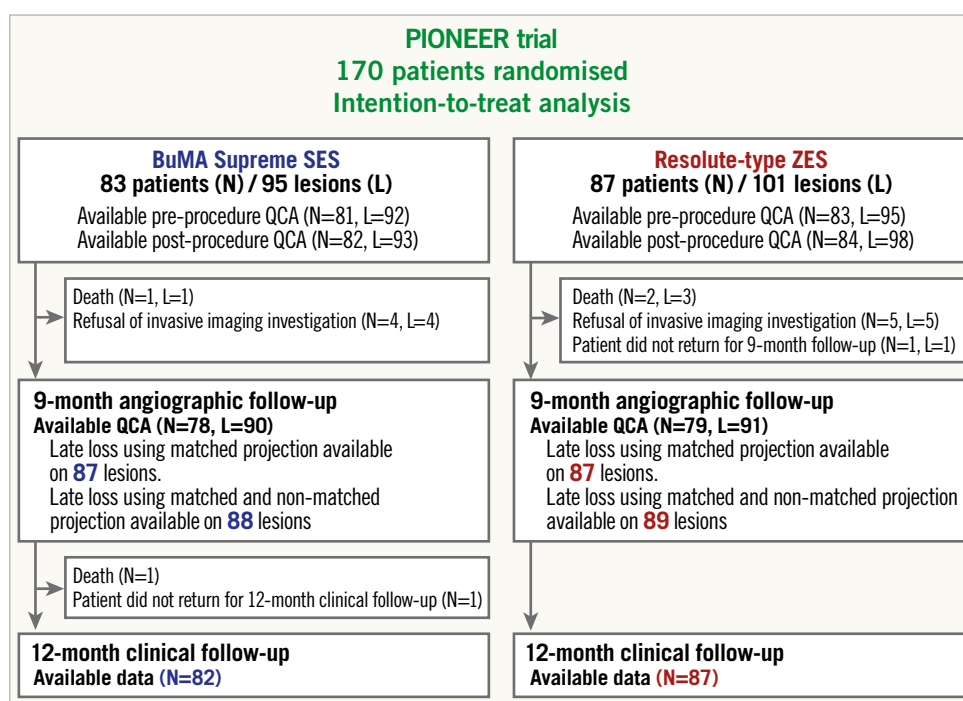 PIONEER trial
170 patients randomised
Intention-to-treat analysis
BuMA Supreme SES
83 patients (N) / 95 lesions (L)
Available pre-procedure QCA (N=81, L=92)
Available post-procedure QCA (N=82, L=93)
Death (N=1, L=1)
Refusal of invasive imaging investigation (N=4, L=4)
9-month angiographic follow-up
Available QCA (N=78, L=90)
Late loss using matched projection available
on 87 lesions.
Late loss using matched and non-matched
projection available on 88 lesions
Death (N=1)
Patient did not return for 12-month clinical follow-up (N=1)
12-month clinical follow-up
Available data (N=82)
Resolute-type ZES
87 patients (N) / 101 lesions (L)
Available pre-procedure QCA (N=83, L=95)
Available post-procedure QCA (N=84, L=98)
Death (N=2, L=3)
Refusal of invasive imaging investigation (N=5, L=5)
Patient did not return for 9-month follow-up (N=1, L=1)
9-month angiographic follow-up
Available QCA (N=79, L=91)
Late loss using matched projection available
on 87 lesions.
Late loss using matched and non-matched projection
available on 89 lesions
12-month clinical follow-up
Available data (N=87)